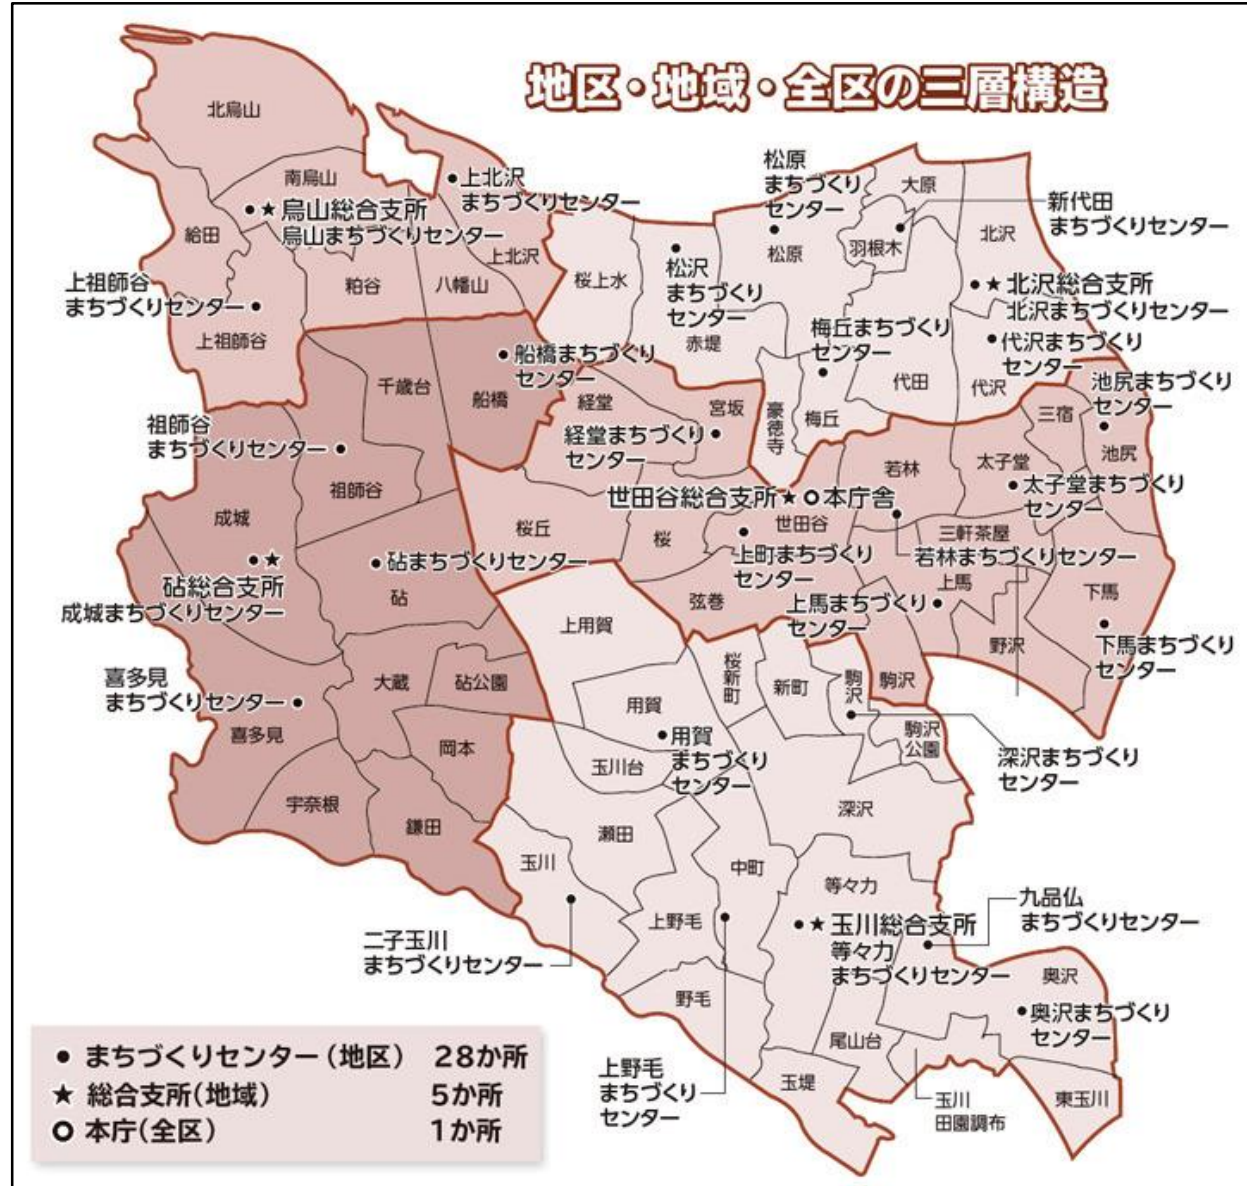 地区・地域・全区の三層構造
北烏山
南烏山
★烏山総合支所
烏山まちづくりセンター
給田
上北沢
まちづくりセンター
上北沢
八幡山
粕谷
上祖師谷
まちづくりセンター
上祖師谷
松原
まちづくり
センター
大原
新代田
まちづくりセンター
羽根木
北沢
松原
桜上水
松沢
まちづくり
センター
★北沢総合支所
北沢まちづくりセンター
赤堤
梅丘まちづくり
センター
代沢まちづくり
センター
代田
代沢
梅丘
豪徳寺
池尻まちづくり
センター
三宿
池尻
千歳台
船橋まちづくり
センター
船橋
経堂
宮坂
経堂まちづくり
センター
祖師谷
まちづくりセンター
祖師谷
成城
★
砧総合支所
成城まちづくりセンター
砧まちづくりセンター
砧
若林
太子堂
太子堂まちづくり
センター
世田谷総合支所★○本庁舎
世田谷
桜丘
桜
上町まちづくり
センター
三軒茶屋
若林まちづくりセンター
弦巻
上馬まちづくり
センター
上馬
下馬
野沢
下馬まちづくり
センター
駒沢
喜多見
まちづくりセンター
喜多見
大蔵
砧公園
岡本
宇奈根
鎌田
上用賀
桜新町
新町
駒沢
駒沢
公園
深沢まちづくり
センター
用賀
用賀
まちづくり
センター
玉川台
深沢
瀬田
玉川
中町
等々力
上野毛
★玉川総合支所
等々力
まちづくりセンター
九品仏
まちづくりセンター
二子玉川
まちづくりセンター
野毛
奥沢
奥沢まちづくり
センター
尾山台
上野毛
まちづくり
センター
玉堤
玉川
田園調布
東玉川
● まちづくりセンター（地区） 28か所
★ 総合支所（地域） 5か所
○ 本庁（全区） 1か所